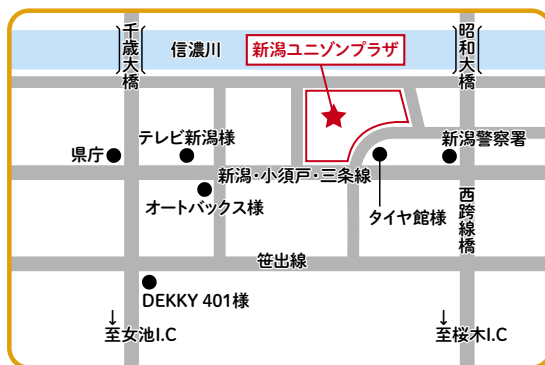 千歳大橋
信濃川
新潟ユニゾンプラザ
昭和大橋
県庁
テレビ新潟様
新潟警察署
新潟・小須戸・三条線
オートバックス様
タイヤ館様
西跨線橋
笹出線
DEKKY 401様
↓
至女池I.C
↓
至桜木I.C